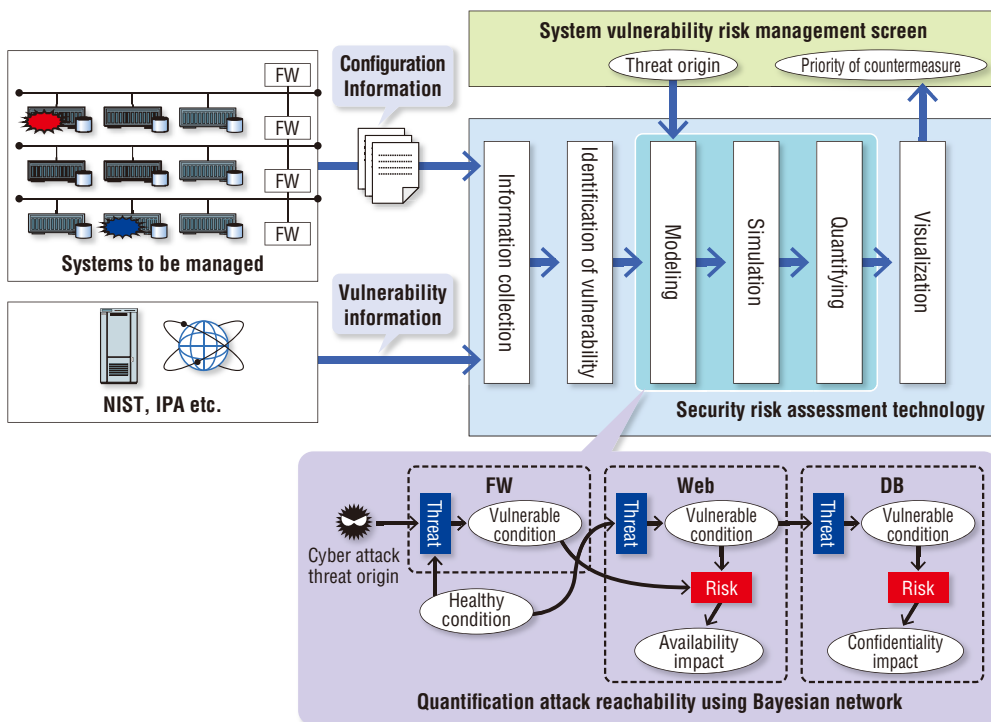 System vulnerability risk management screen
Threat origin
Priority of countermeasure
FW
FW
FW
FW
Systems to be managed
Configuration
Information
Vulnerability
information
NIST, IPA etc.
Information collection
Identification of vulnerability
Modeling
Simulation
Quantifying
Visualization
Security risk assessment technology
FW
Web
DB
Cyber attack
threat origin
Threat
Vulnerable
condition
Healthy
condition
Threat
Vulnerable
condition
Risk
Availability
impact
Threat
Vulnerable
condition
Risk
Confidentiality
impact
Quantification attack reachability using Bayesian network